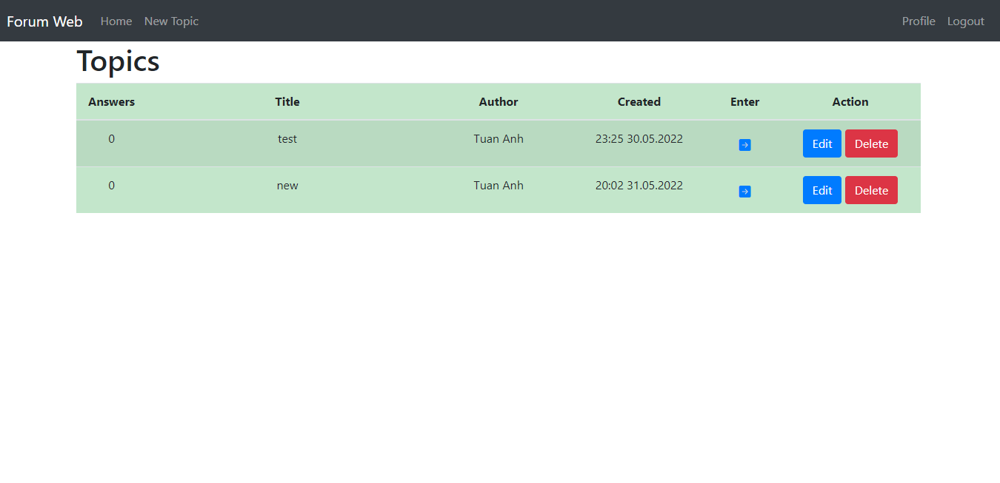 Forum Web Home New Topic Profile Logout
Topics
Answers Title Author Created Enter Action
0 test Tuan Anh 23:25 30.05.2022 Edit Delete
0 new Tuan Anh 20:02 31.05.2022 Edit Delete